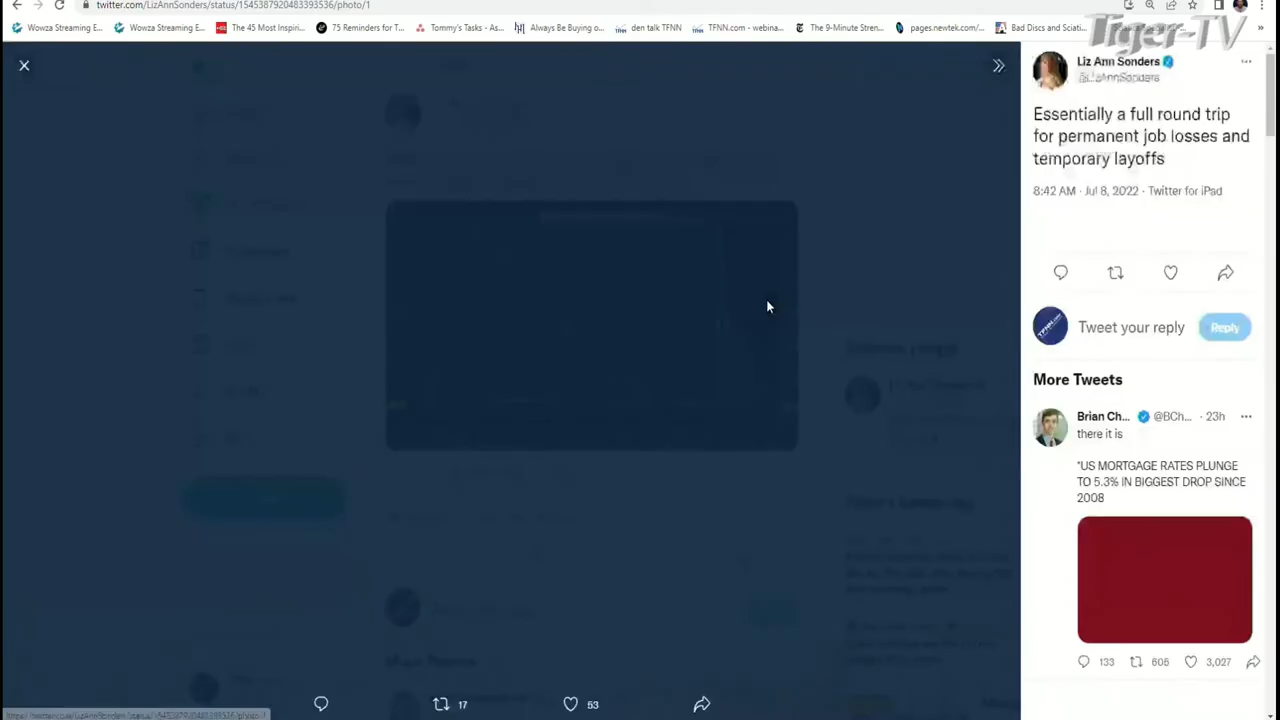 twitter.com/LizAnnSonders/status/1545387920483393536/photo/1
Wowza Streaming E...
Wowza Streaming E...
The 45 Most Inspiri...
75 Reminders for T...
Tommy's Tasks - As...
Always Be Buying o...
den talk TFNN
TFNN.com - webina...
The 9-Minute Stren...
pages.newtek.com/...
Bad Discs and Sciati...
Tiger-TV
Liz Ann Sonders
Essentially a full round trip
for permanent job losses and
temporary layoffs
8:42 AM · Jul 8, 2022 · Twitter for iPad
Tweet your reply
Reply
More Tweets
Brian Ch... @BCh... · 23h
there it is
"US MORTGAGE RATES PLUNGE
TO 5.3% IN BIGGEST DROP SINCE
2008
133 606 3,027
17 53